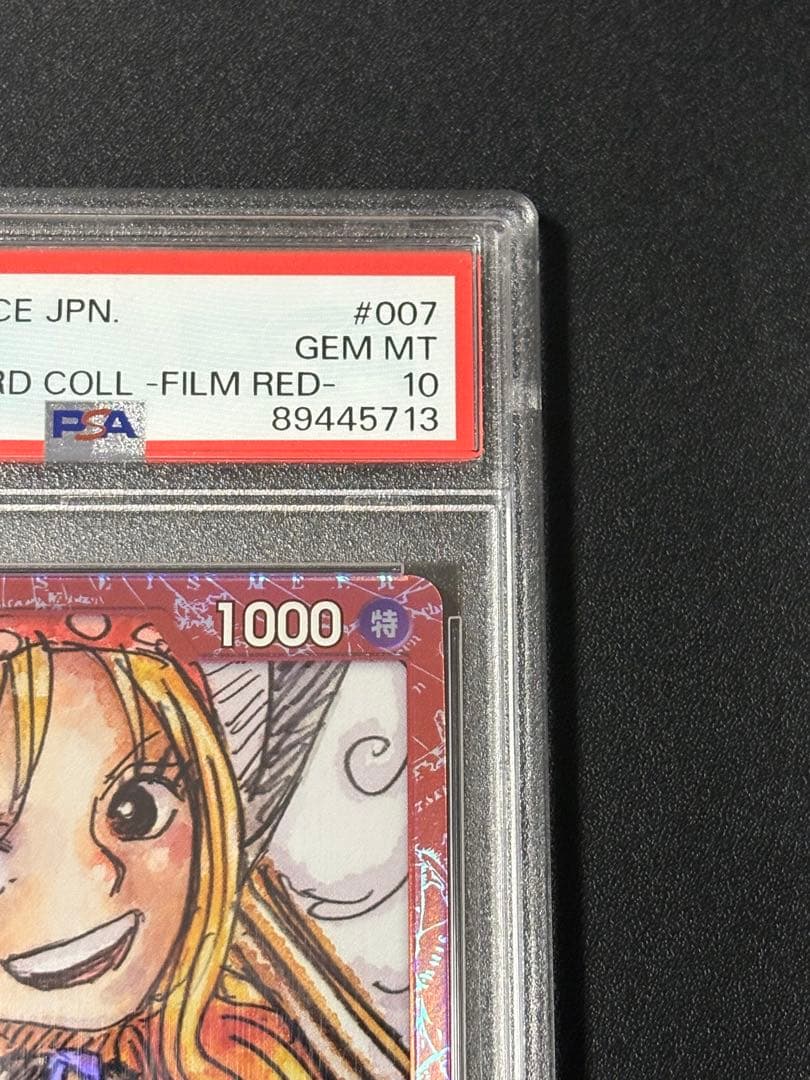 CE JPN. #007
GEM MT
RD COLL -FILM RED- 10
PSA 89445713
1000 特